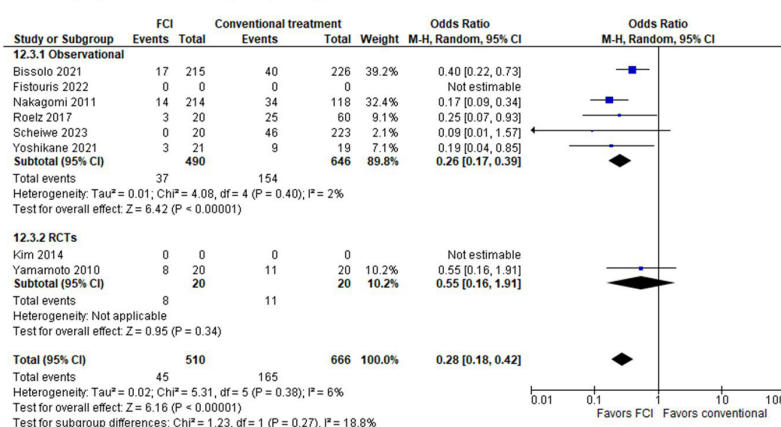 FCI Conventional treatment Odds Ratio Odds Ratio
Study or Subgroup Events Total Events Total Weight M-H, Random, 95% CI M-H, Random, 95% CI
12.3.1 Observational
Bissolo 2021 17 215 40 226 39.2% 0.40 [0.22, 0.73]
Fistouris 2022 0 0 0 0 Not estimable
Nakagomi 2011 14 214 34 118 32.4% 0.17 [0.09, 0.34]
Roelz 2017 3 20 25 60 9.1% 0.25 [0.07, 0.93]
Scheiwe 2023 0 20 46 223 2.1% 0.09 [0.01, 1.57]
Yoshikane 2021 3 21 9 19 7.1% 0.19 [0.04, 0.85]
Subtotal (95% CI) 490 646 89.8% 0.26 [0.17, 0.39]
Total events 37 154
Heterogeneity: Tau² = 0.01; Chi² = 4.08, df = 4 (P = 0.40); I² = 2%
Test for overall effect: Z = 6.42 (P < 0.00001)
12.3.2 RCTs
Kim 2014 0 0 0 0 Not estimable
Yamamoto 2010 8 20 11 20 10.2% 0.55 [0.16, 1.91]
Subtotal (95% CI) 20 20 10.2% 0.55 [0.16, 1.91]
Total events 8 11
Heterogeneity: Not applicable
Test for overall effect: Z = 0.95 (P = 0.34)
Total (95% CI) 510 666 100.0% 0.28 [0.18, 0.42]
Total events 45 165
Heterogeneity: Tau² = 0.02; Chi² = 5.31, df = 5 (P = 0.38); I² = 6%
Test for overall effect: Z = 6.16 (P < 0.00001)
Test for subgroup differences: Chi² = 1.23, df = 1 (P = 0.27), I² = 18.8%
0.01 0.1 1 10 100
Favors FCI Favors conventional